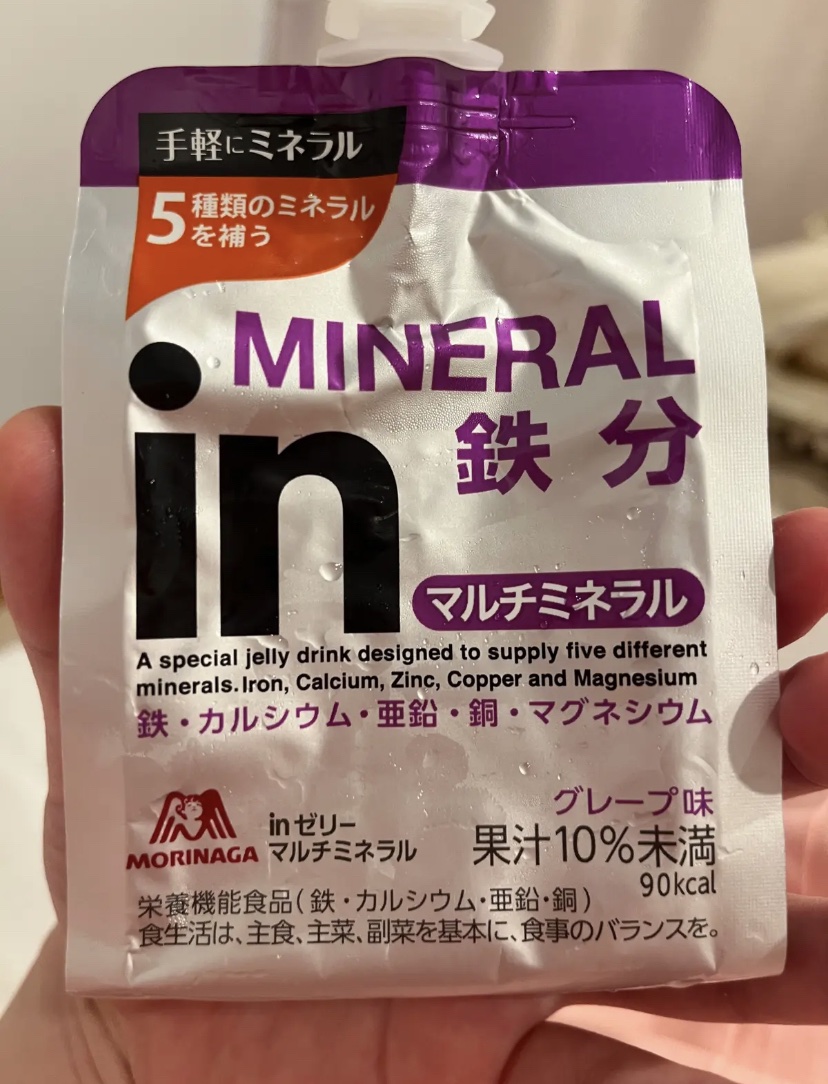 手軽にミネラル
5種類のミネラル
を補う
MINERAL
鉄分
in
マルチミネラル
A special jelly drink designed to supply five different
minerals.Iron, Calcium, Zinc, Copper and Magnesium
鉄・カルシウム・亜鉛・銅・マグネシウム
MORINAGA
inゼリー
マルチミネラル
グレープ味
果汁10%未満
90kcal
栄養機能食品(鉄・カルシウム・亜鉛・銅)
食生活は、主食、主菜、副菜を基本に、食事のバランスを。